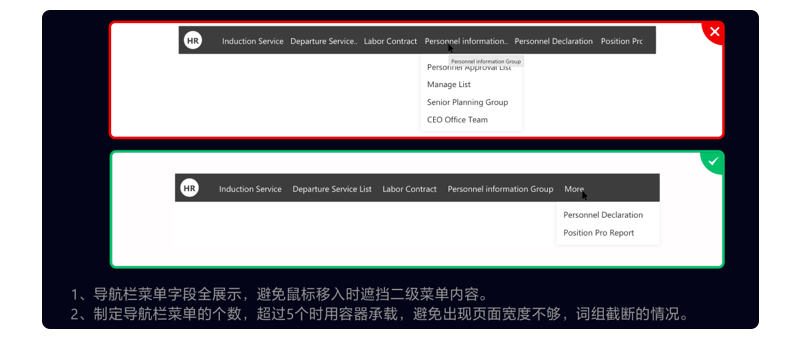 HR Induction Service Departure Service.. Labor Contract Personnel information.. Personnel Declaration Position Prc
Personnel information Group
Personnel Approval List
Manage List
Senior Planning Group
CEO Office Team
HR Induction Service Departure Service List Labor Contract Personnel information Group More
Personnel Declaration
Position Pro Report
1、导航栏菜单字段全展示，避免鼠标移入时遮挡二级菜单内容。
2、制定导航栏菜单的个数，超过5个时用容器承载，避免出现页面宽度不够，词组截断的情况。